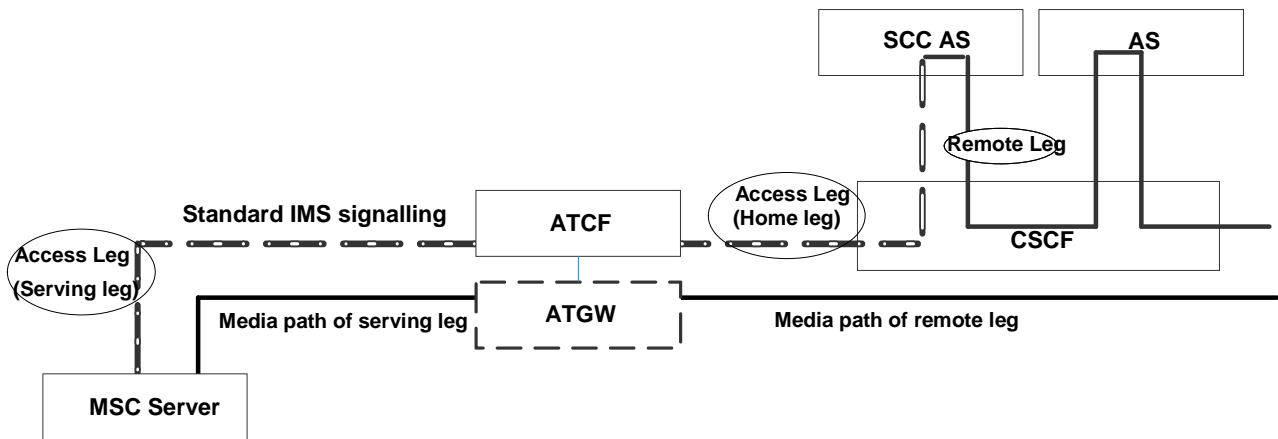 SCC AS
AS
Remote Leg
Access Leg
(Home leg)
Standard IMS signalling
ATCF
CSCF
Access Leg
(Serving leg)
ATGW
Media path of serving leg
Media path of remote leg
MSC Server